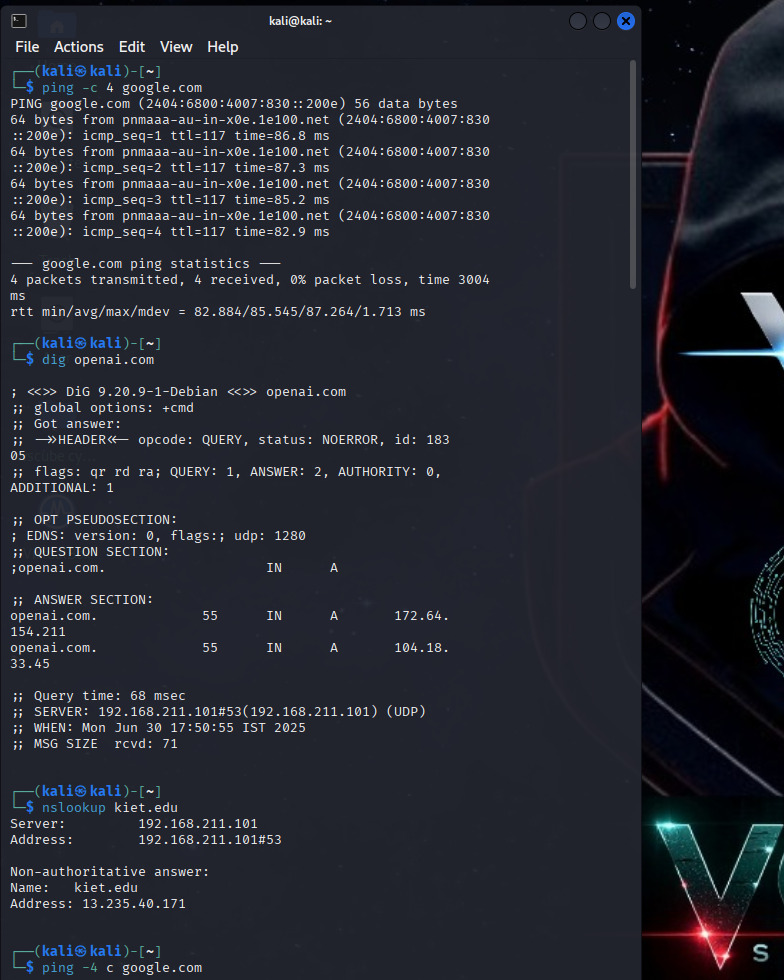 kali@kali: ~
File Actions Edit View Help
┌──(kali㉿kali)-[~]
└─$ ping -c 4 google.com
PING google.com (2404:6800:4007:830::200e) 56 data bytes
64 bytes from pnmaaa-au-in-x0e.1e100.net (2404:6800:4007:830
::200e): icmp_seq=1 ttl=117 time=86.8 ms
64 bytes from pnmaaa-au-in-x0e.1e100.net (2404:6800:4007:830
::200e): icmp_seq=2 ttl=117 time=87.3 ms
64 bytes from pnmaaa-au-in-x0e.1e100.net (2404:6800:4007:830
::200e): icmp_seq=3 ttl=117 time=85.2 ms
64 bytes from pnmaaa-au-in-x0e.1e100.net (2404:6800:4007:830
::200e): icmp_seq=4 ttl=117 time=82.9 ms
--- google.com ping statistics ---
4 packets transmitted, 4 received, 0% packet loss, time 3004
ms
rtt min/avg/max/mdev = 82.884/85.545/87.264/1.713 ms
┌──(kali㉿kali)-[~]
└─$ dig openai.com
; <<>> DiG 9.20.9-1-Debian <<>> openai.com
;; global options: +cmd
;; Got answer:
;; ->>HEADER<<- opcode: QUERY, status: NOERROR, id: 183
05
;; flags: qr rd ra; QUERY: 1, ANSWER: 2, AUTHORITY: 0,
ADDITIONAL: 1
;; OPT PSEUDOSECTION:
; EDNS: version: 0, flags:; udp: 1280
;; QUESTION SECTION:
;openai.com. IN A
;; ANSWER SECTION:
openai.com. 55 IN A 172.64.
154.211
openai.com. 55 IN A 104.18.
33.45
;; Query time: 68 msec
;; SERVER: 192.168.211.101#53(192.168.211.101) (UDP)
;; WHEN: Mon Jun 30 17:50:55 IST 2025
;; MSG SIZE rcvd: 71
┌──(kali㉿kali)-[~]
└─$ nslookup kiet.edu
Server: 192.168.211.101
Address: 192.168.211.101#53
Non-authoritative answer:
Name: kiet.edu
Address: 13.235.40.171
┌──(kali㉿kali)-[~]
└─$ ping -4 c google.com